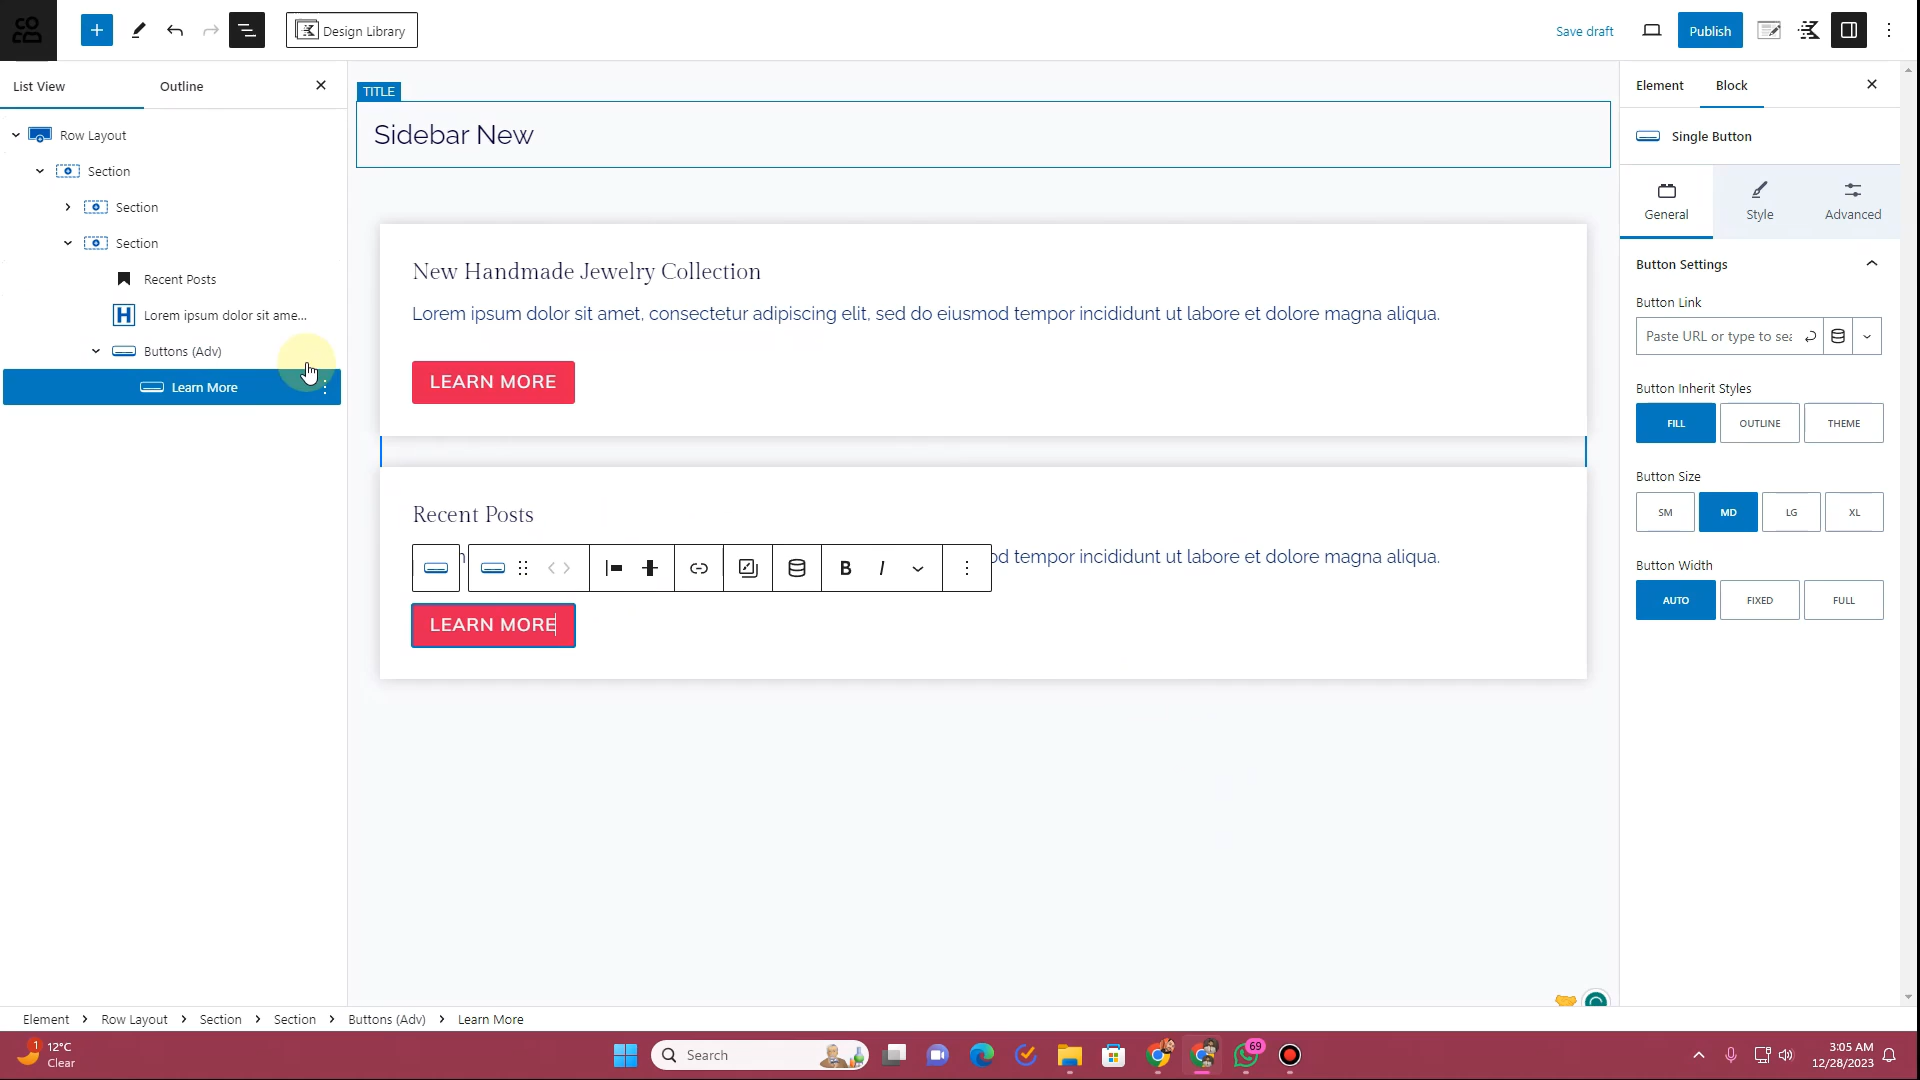 Design Library
Save draft
Publish
List View
Outline
Row Layout
Section
Section
Section
Recent Posts
H Lorem ipsum dolor sit ame...
Buttons (Adv)
Learn More
TITLE
Sidebar New
New Handmade Jewelry Collection
Lorem ipsum dolor sit amet, consectetur adipiscing elit, sed do eiusmod tempor incididunt ut labore et dolore magna aliqua.
LEARN MORE
Recent Posts
od tempor incididunt ut labore et dolore magna aliqua.
B I
LEARN MORE
Element
Block
Single Button
General
Style
Advanced
Button Settings
Button Link
Paste URL or type to sea
Button Inherit Styles
FILL
OUTLINE
THEME
Button Size
SM
MD
LG
XL
Button Width
AUTO
FIXED
FULL
Element > Row Layout > Section > Section > Buttons (Adv) > Learn More
1
12°C
Clear
Search
69
3:05 AM
12/28/2023